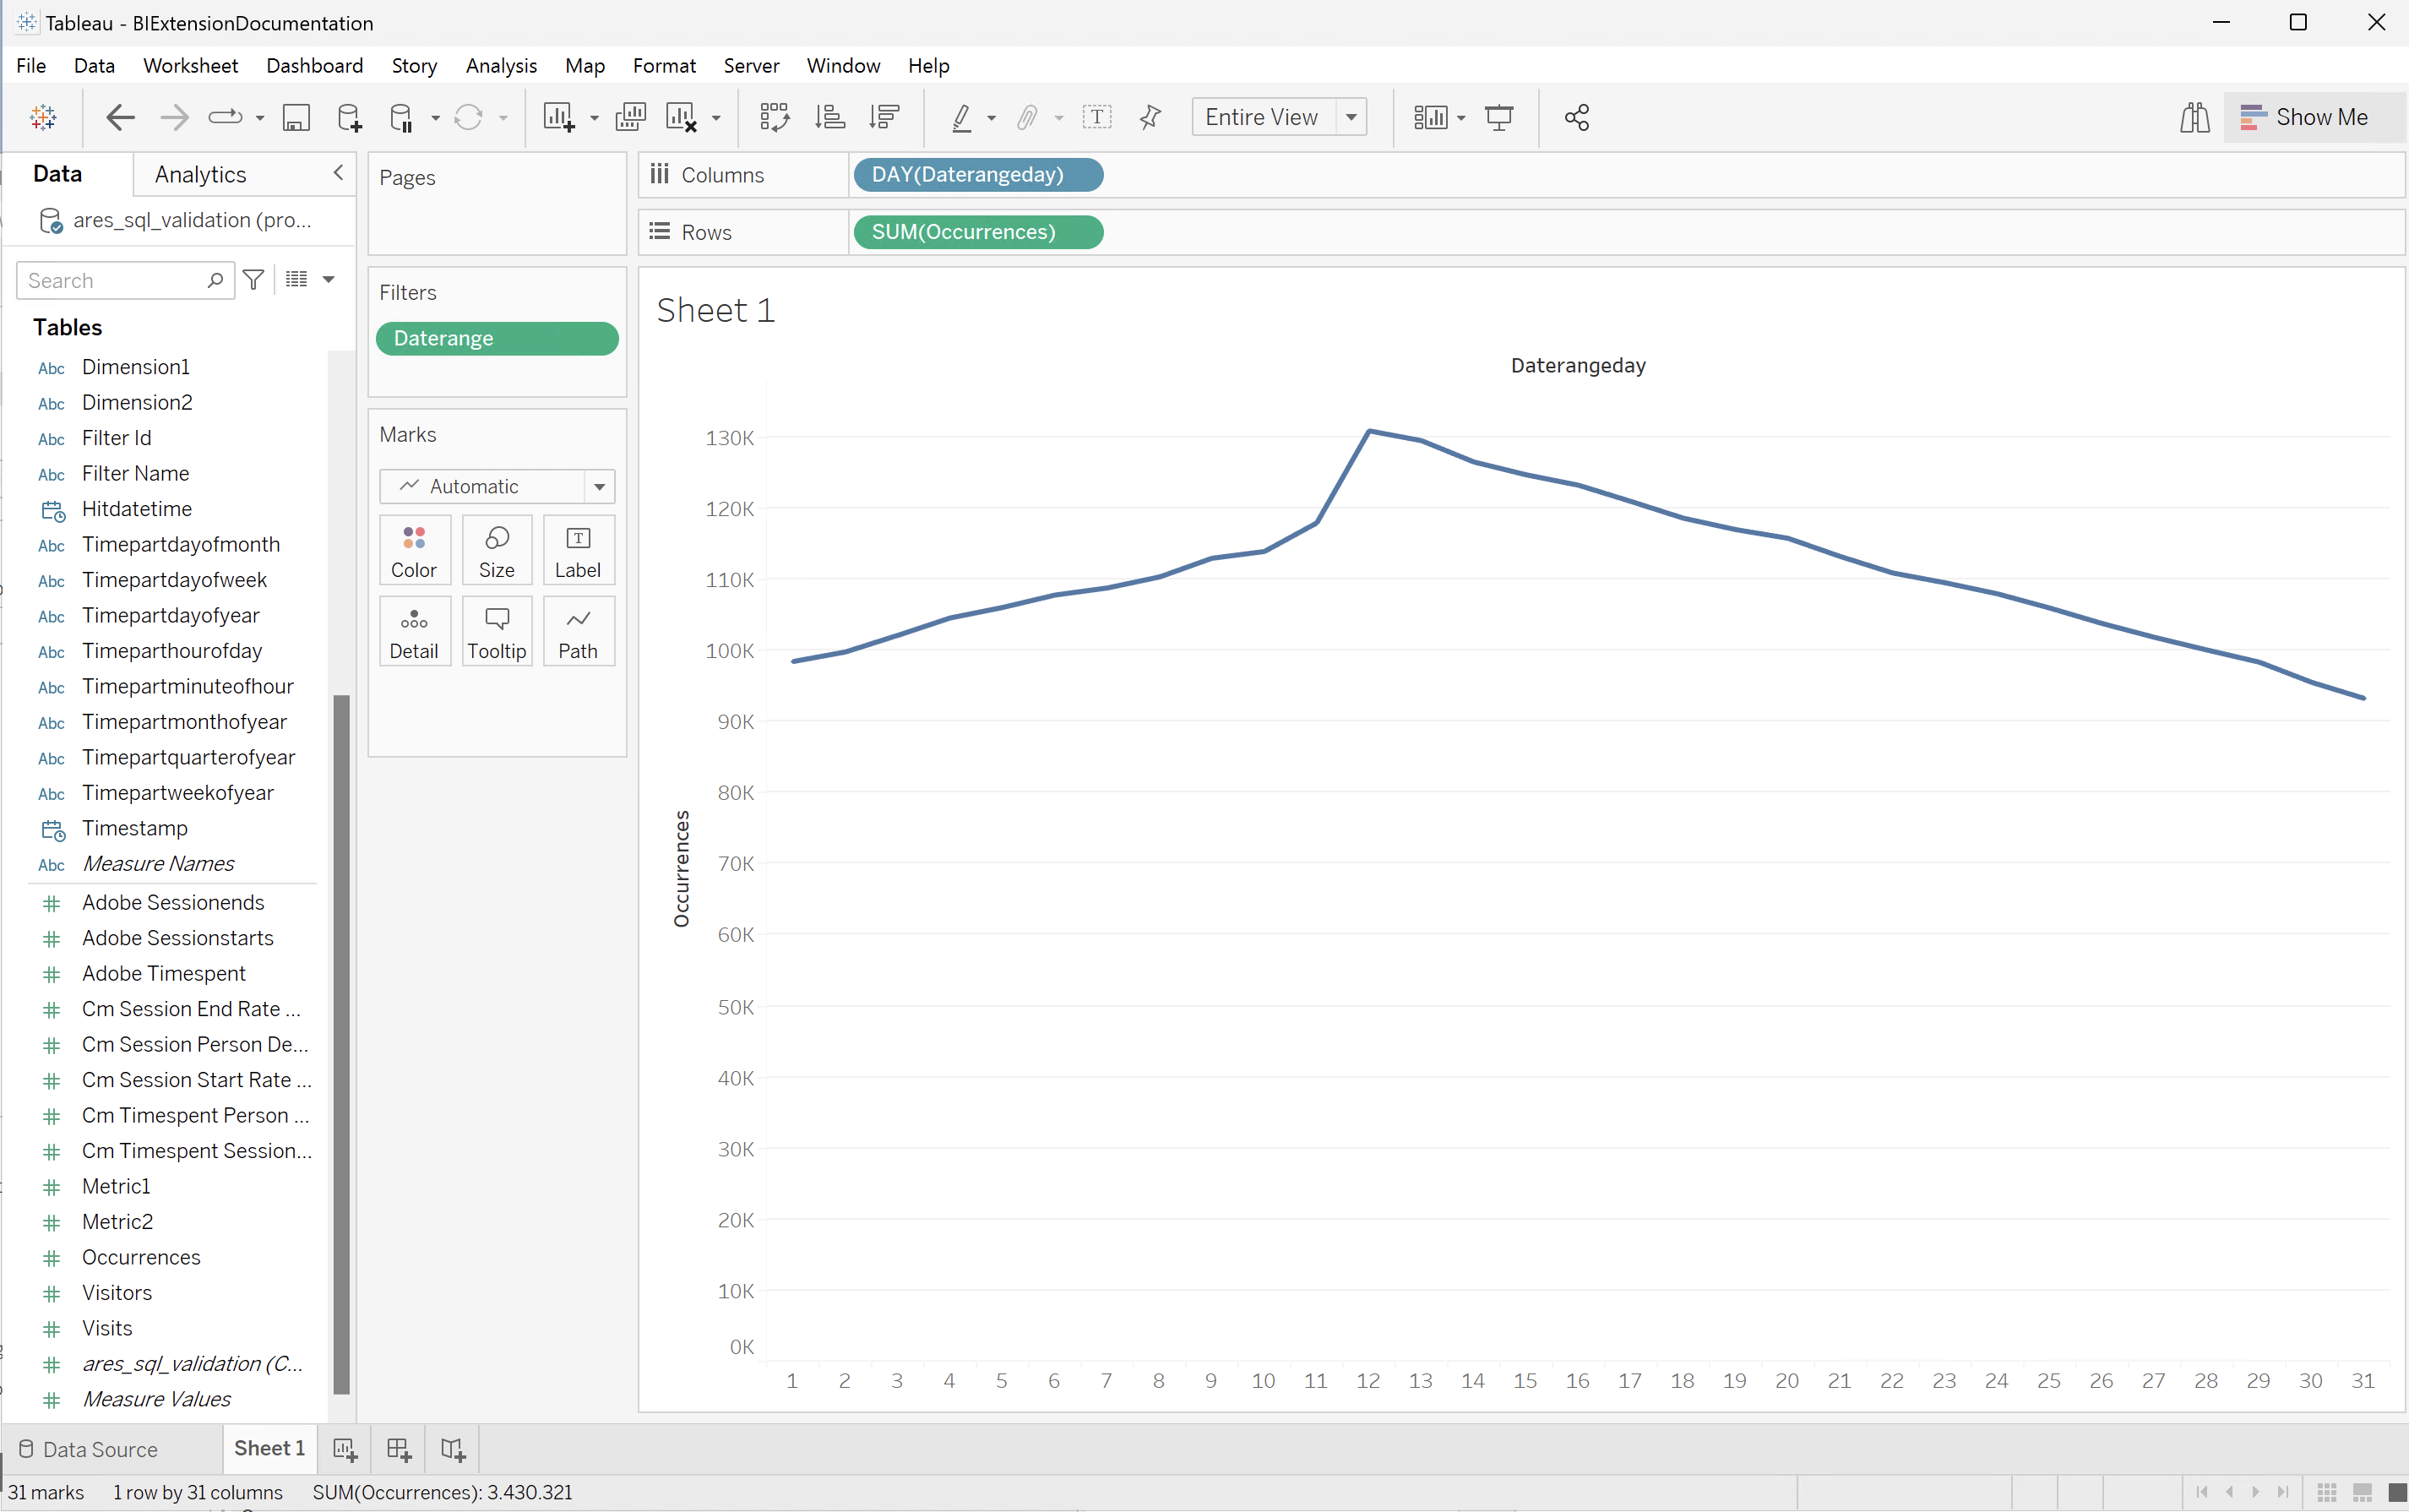 Tableau - BIExtensionDocumentation
File Data Worksheet Dashboard Story Analysis Map Format Server Window Help
Entire View
Show Me
Data Analytics
ares_sql_validation (pro...
Search
Tables
Abc Dimension1
Abc Dimension2
Abc Filter Id
Abc Filter Name
Hitdatetime
Abc Timepartdayofmonth
Abc Timepartdayofweek
Abc Timepartdayofyear
Abc Timeparthourofday
Abc Timepartminuteofhour
Abc Timepartmonthofyear
Abc Timepartquarterofyear
Abc Timepartweekofyear
Timestamp
Abc Measure Names
# Adobe Sessionends
# Adobe Sessionstarts
# Adobe Timespent
# Cm Session End Rate ...
# Cm Session Person De...
# Cm Session Start Rate ...
# Cm Timespent Person ...
# Cm Timespent Session...
# Metric1
# Metric2
# Occurrences
# Visitors
# Visits
# ares_sql_validation (C...
# Measure Values
Pages
Filters
Daterange
Marks
Automatic
Color Size Label
Detail Tooltip Path
Columns DAY(Daterangeday)
Rows SUM(Occurrences)
Sheet 1
Daterangeday
130K
120K
110K
100K
90K
80K
70K
60K
50K
40K
30K
20K
10K
0K
Occurrences
1 2 3 4 5 6 7 8 9 10 11 12 13 14 15 16 17 18 19 20 21 22 23 24 25 26 27 28 29 30 31
Data Source Sheet 1
31 marks 1 row by 31 columns SUM(Occurrences): 3.430.321